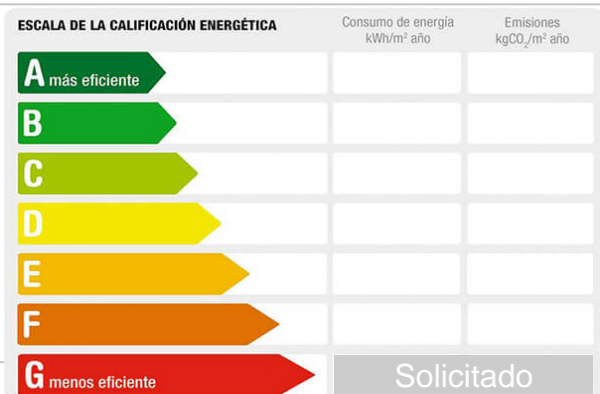 ESCALA DE LA CALIFICACIÓN ENERGÉTICA
Consumo de energía
kWh/m² año
Emisiones
kgCO₂/m² año
A más eficiente
B
C
D
E
F
G menos eficiente
Solicitado